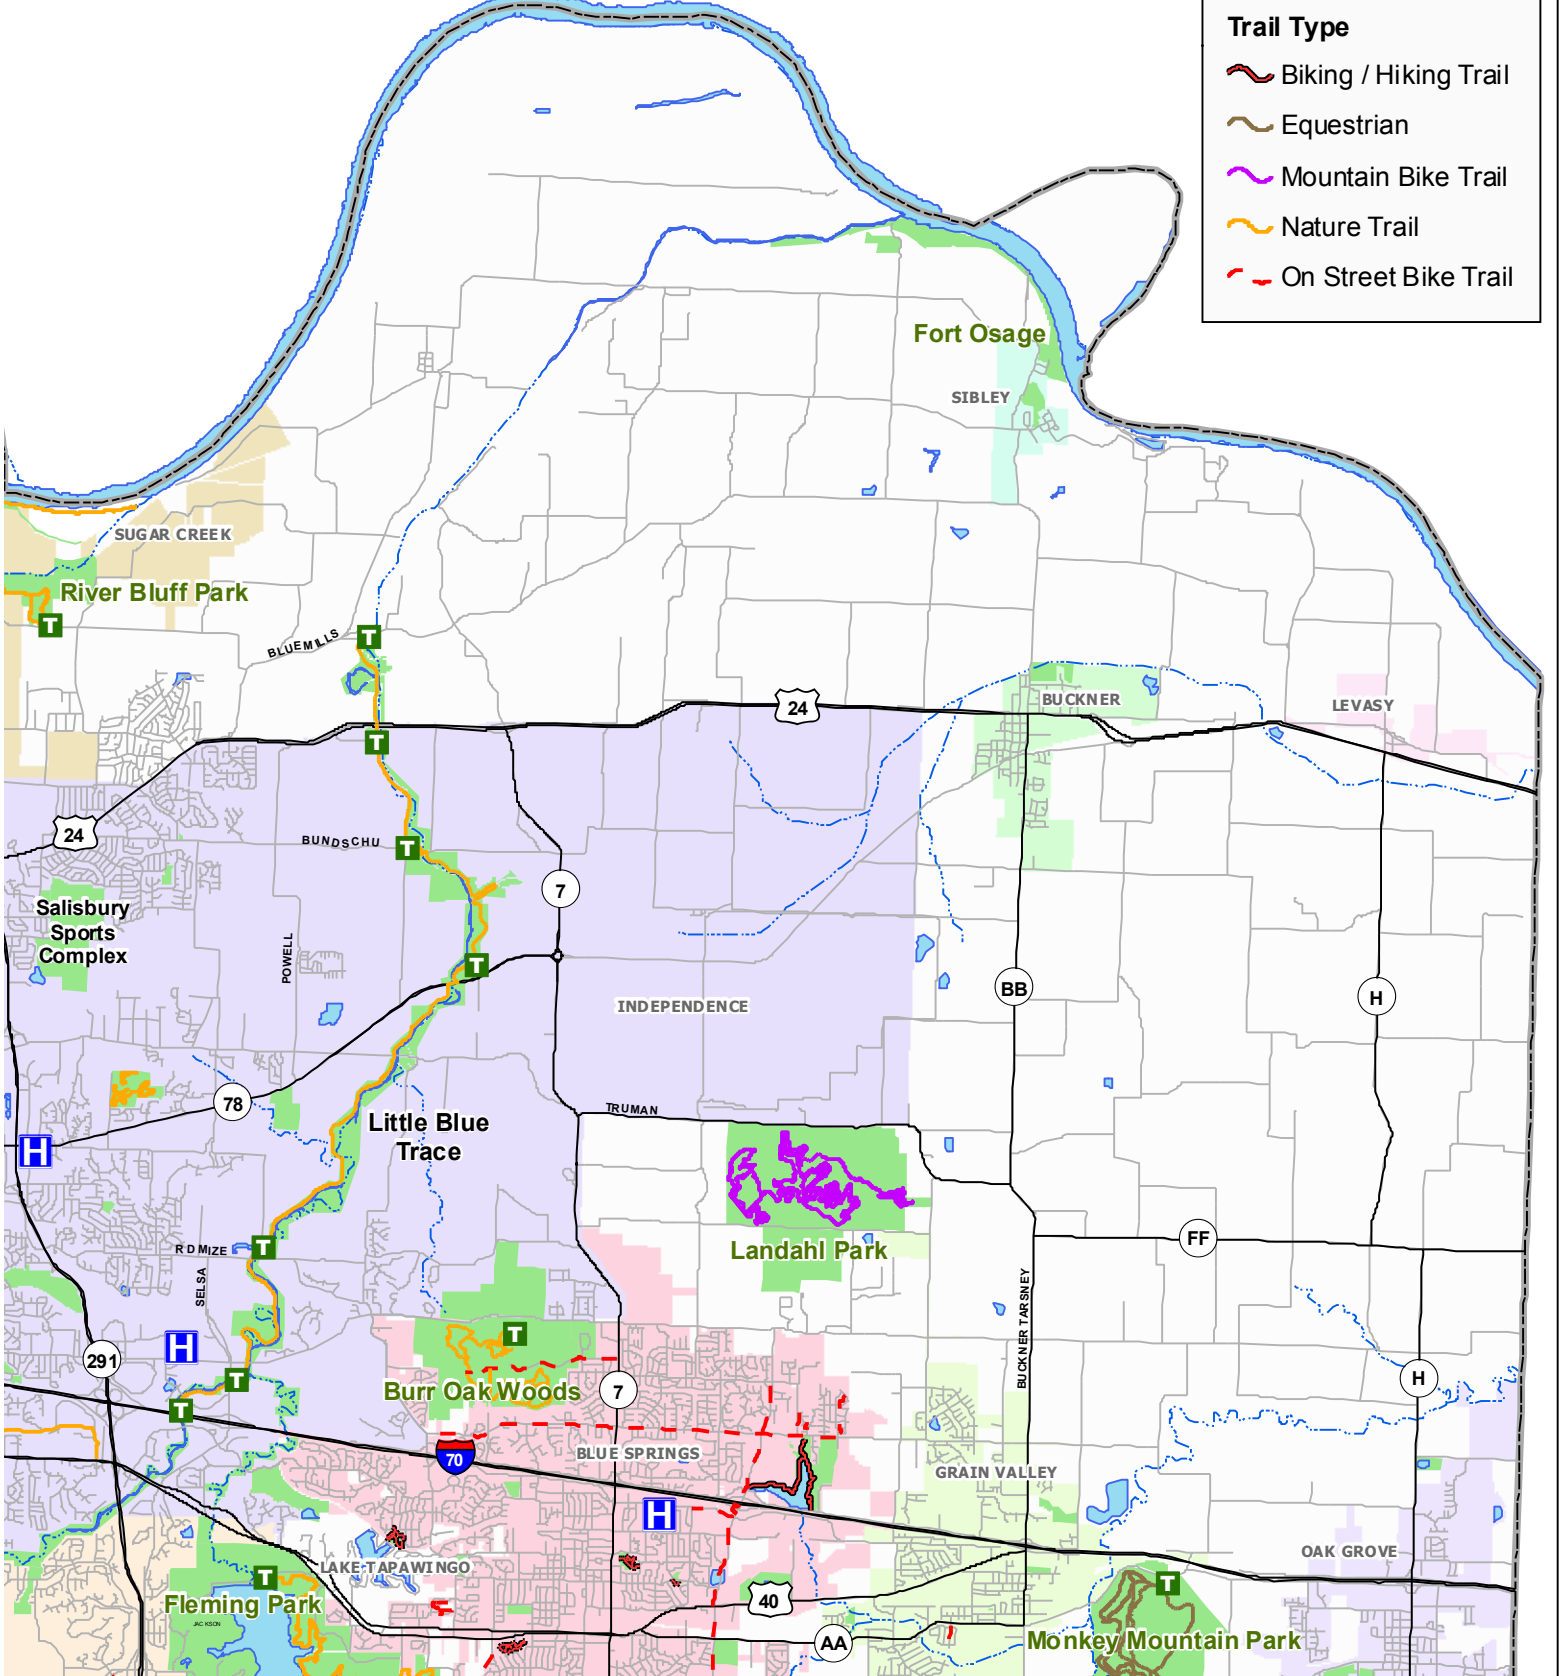 Trail Type
Biking / Hiking Trail
Equestrian
Mountain Bike Trail
Nature Trail
On Street Bike Trail
Fort Osage
SIBLEY
SUGAR CREEK
River Bluff Park
T
BLUEMILLS
T
24
BUCKNER
LEVASY
T
24
BUNDSCHU
T
7
Salisbury
Sports
Complex
POWELL
T
BB
H
INDEPENDENCE
78
TRUMAN
Little Blue
Trace
H
Landahl Park
FF
RD MIZE
T
SELSA
BUCKNER TARSNEY
H
T
291
T
7
H
Burr Oak Woods
T
70
BLUE SPRINGS
GRAIN VALLEY
H
LAKE TAPAWINGO
OAK GROVE
T
T
Fleming Park
JACKSON
40
AA
Monkey Mountain Park